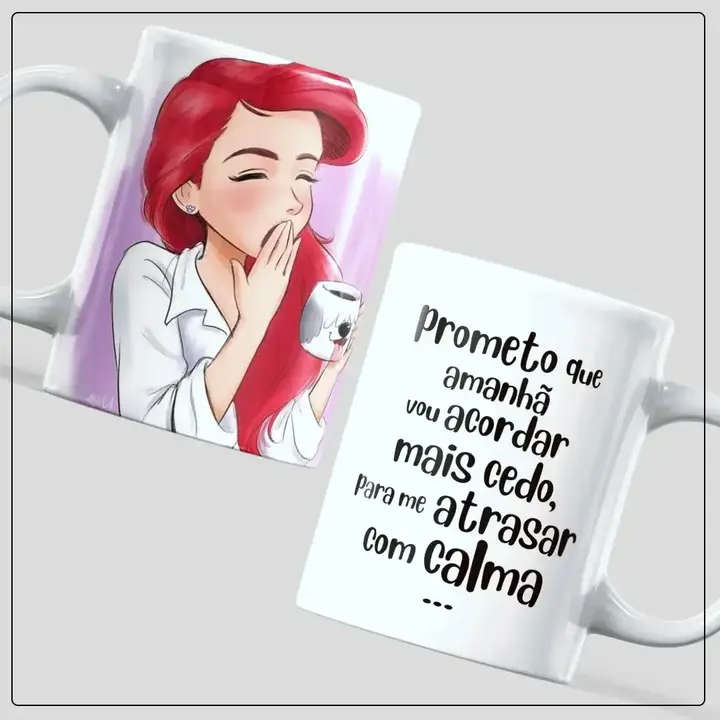 Prometo que
amanhã
vou acordar
mais cedo,
para me atrasar
com calma
...